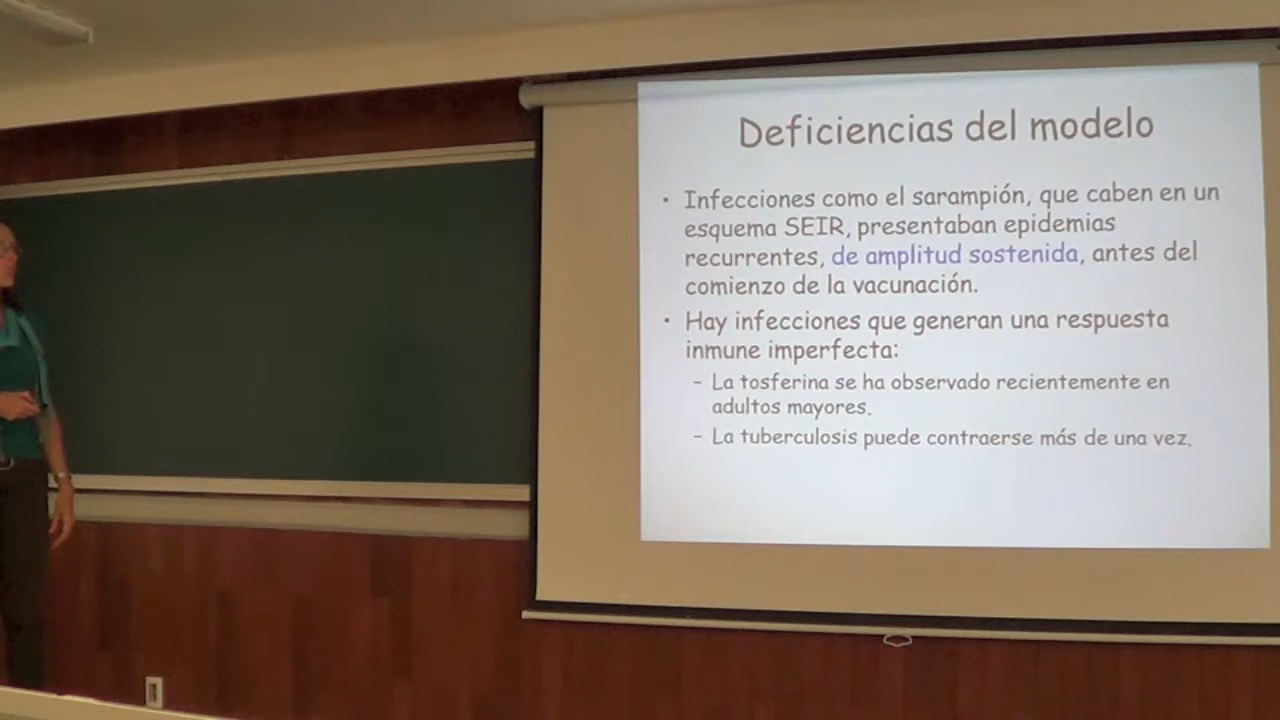 Deficiencias del modelo
• Infecciones como el sarampión, que caben en un
esquema SEIR, presentaban epidemias
recurrentes, de amplitud sostenida, antes del
comienzo de la vacunación.
• Hay infecciones que generan una respuesta
inmune imperfecta:
– La tosferina se ha observado recientemente en
adultos mayores.
– La tuberculosis puede contraerse más de una vez.